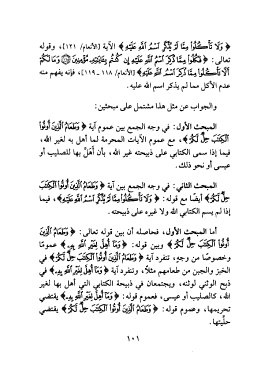 ﴿ وَلَا تَأْكُلُوا مِمَّا لَمْ يُذْكَرِ اسْمُ اللَّهِ عَلَيْهِ ﴾ الآية [الأنعام/ ١٢١]، وقوله
تعالى: ﴿ فَكُلُوا مِمَّا ذُكِرَ اسْمُ اللَّهِ عَلَيْهِ إِنْ كُنْتُمْ بِآيَاتِهِ مُؤْمِنِينَ ۝ وَمَا لَكُمْ
أَلَّا تَأْكُلُوا مِمَّا ذُكِرَ اسْمُ اللَّهِ عَلَيْهِ ﴾ [الأنعام/ ١١٨ ـ ١١٩]، فإنه يفهم منه
عدم الأكل مما لم يذكر اسم الله عليه.
والجواب عن مثل هذا مشتمل على مبحثين:
المبحث الأول: في وجه الجمع بين عموم آية ﴿ وَطَعَامُ الَّذِينَ أُوتُوا
الْكِتَابَ حِلٌّ لَكُمْ ﴾، مع عموم الآيات المحرمة لما أهل به لغير الله،
فيما إذا سمى الكتابي على ذبيحته غير الله، بأن أهلَّ بها للصليب أو
عيسى أو نحو ذلك.
المبحث الثاني: في وجه الجمع بين آية ﴿ وَطَعَامُ الَّذِينَ أُوتُوا الْكِتَابَ
حِلٌّ لَكُمْ ﴾ أيضًا مع قوله: ﴿ وَلَا تَأْكُلُوا مِمَّا لَمْ يُذْكَرِ اسْمُ اللَّهِ عَلَيْهِ ﴾، فيما
إذا لم يسم الكتابي الله ولا غيره على ذبيحته.
أما المبحث الأول، فحاصله أن بين قوله تعالى: ﴿ وَطَعَامُ الَّذِينَ
أُوتُوا الْكِتَابَ حِلٌّ لَكُمْ ﴾ وبين قوله: ﴿ وَمَا أُهِلَّ لِغَيْرِ اللَّهِ بِهِ ﴾ عمومًا
وخصوصًا من وجهٍ، تنفرد آية ﴿ وَطَعَامُ الَّذِينَ أُوتُوا الْكِتَابَ حِلٌّ لَكُمْ ﴾ في
الخبز والجبن من طعامهم مثلًا، وتنفرد آية ﴿ وَمَا أُهِلَّ لِغَيْرِ اللَّهِ بِهِ ﴾ في
ذبح الوثني لوثنه، ويجتمعان في ذبيحة الكتابي التي أهل بها لغير
الله، كالصليب أو عيسى، فعموم قوله: ﴿ وَمَا أُهِلَّ لِغَيْرِ اللَّهِ بِهِ ﴾ يقتضي
تحريمها، وعموم قوله: ﴿ وَطَعَامُ الَّذِينَ أُوتُوا الْكِتَابَ حِلٌّ لَكُمْ ﴾ يقتضي
حلِّيتها.
١٠١